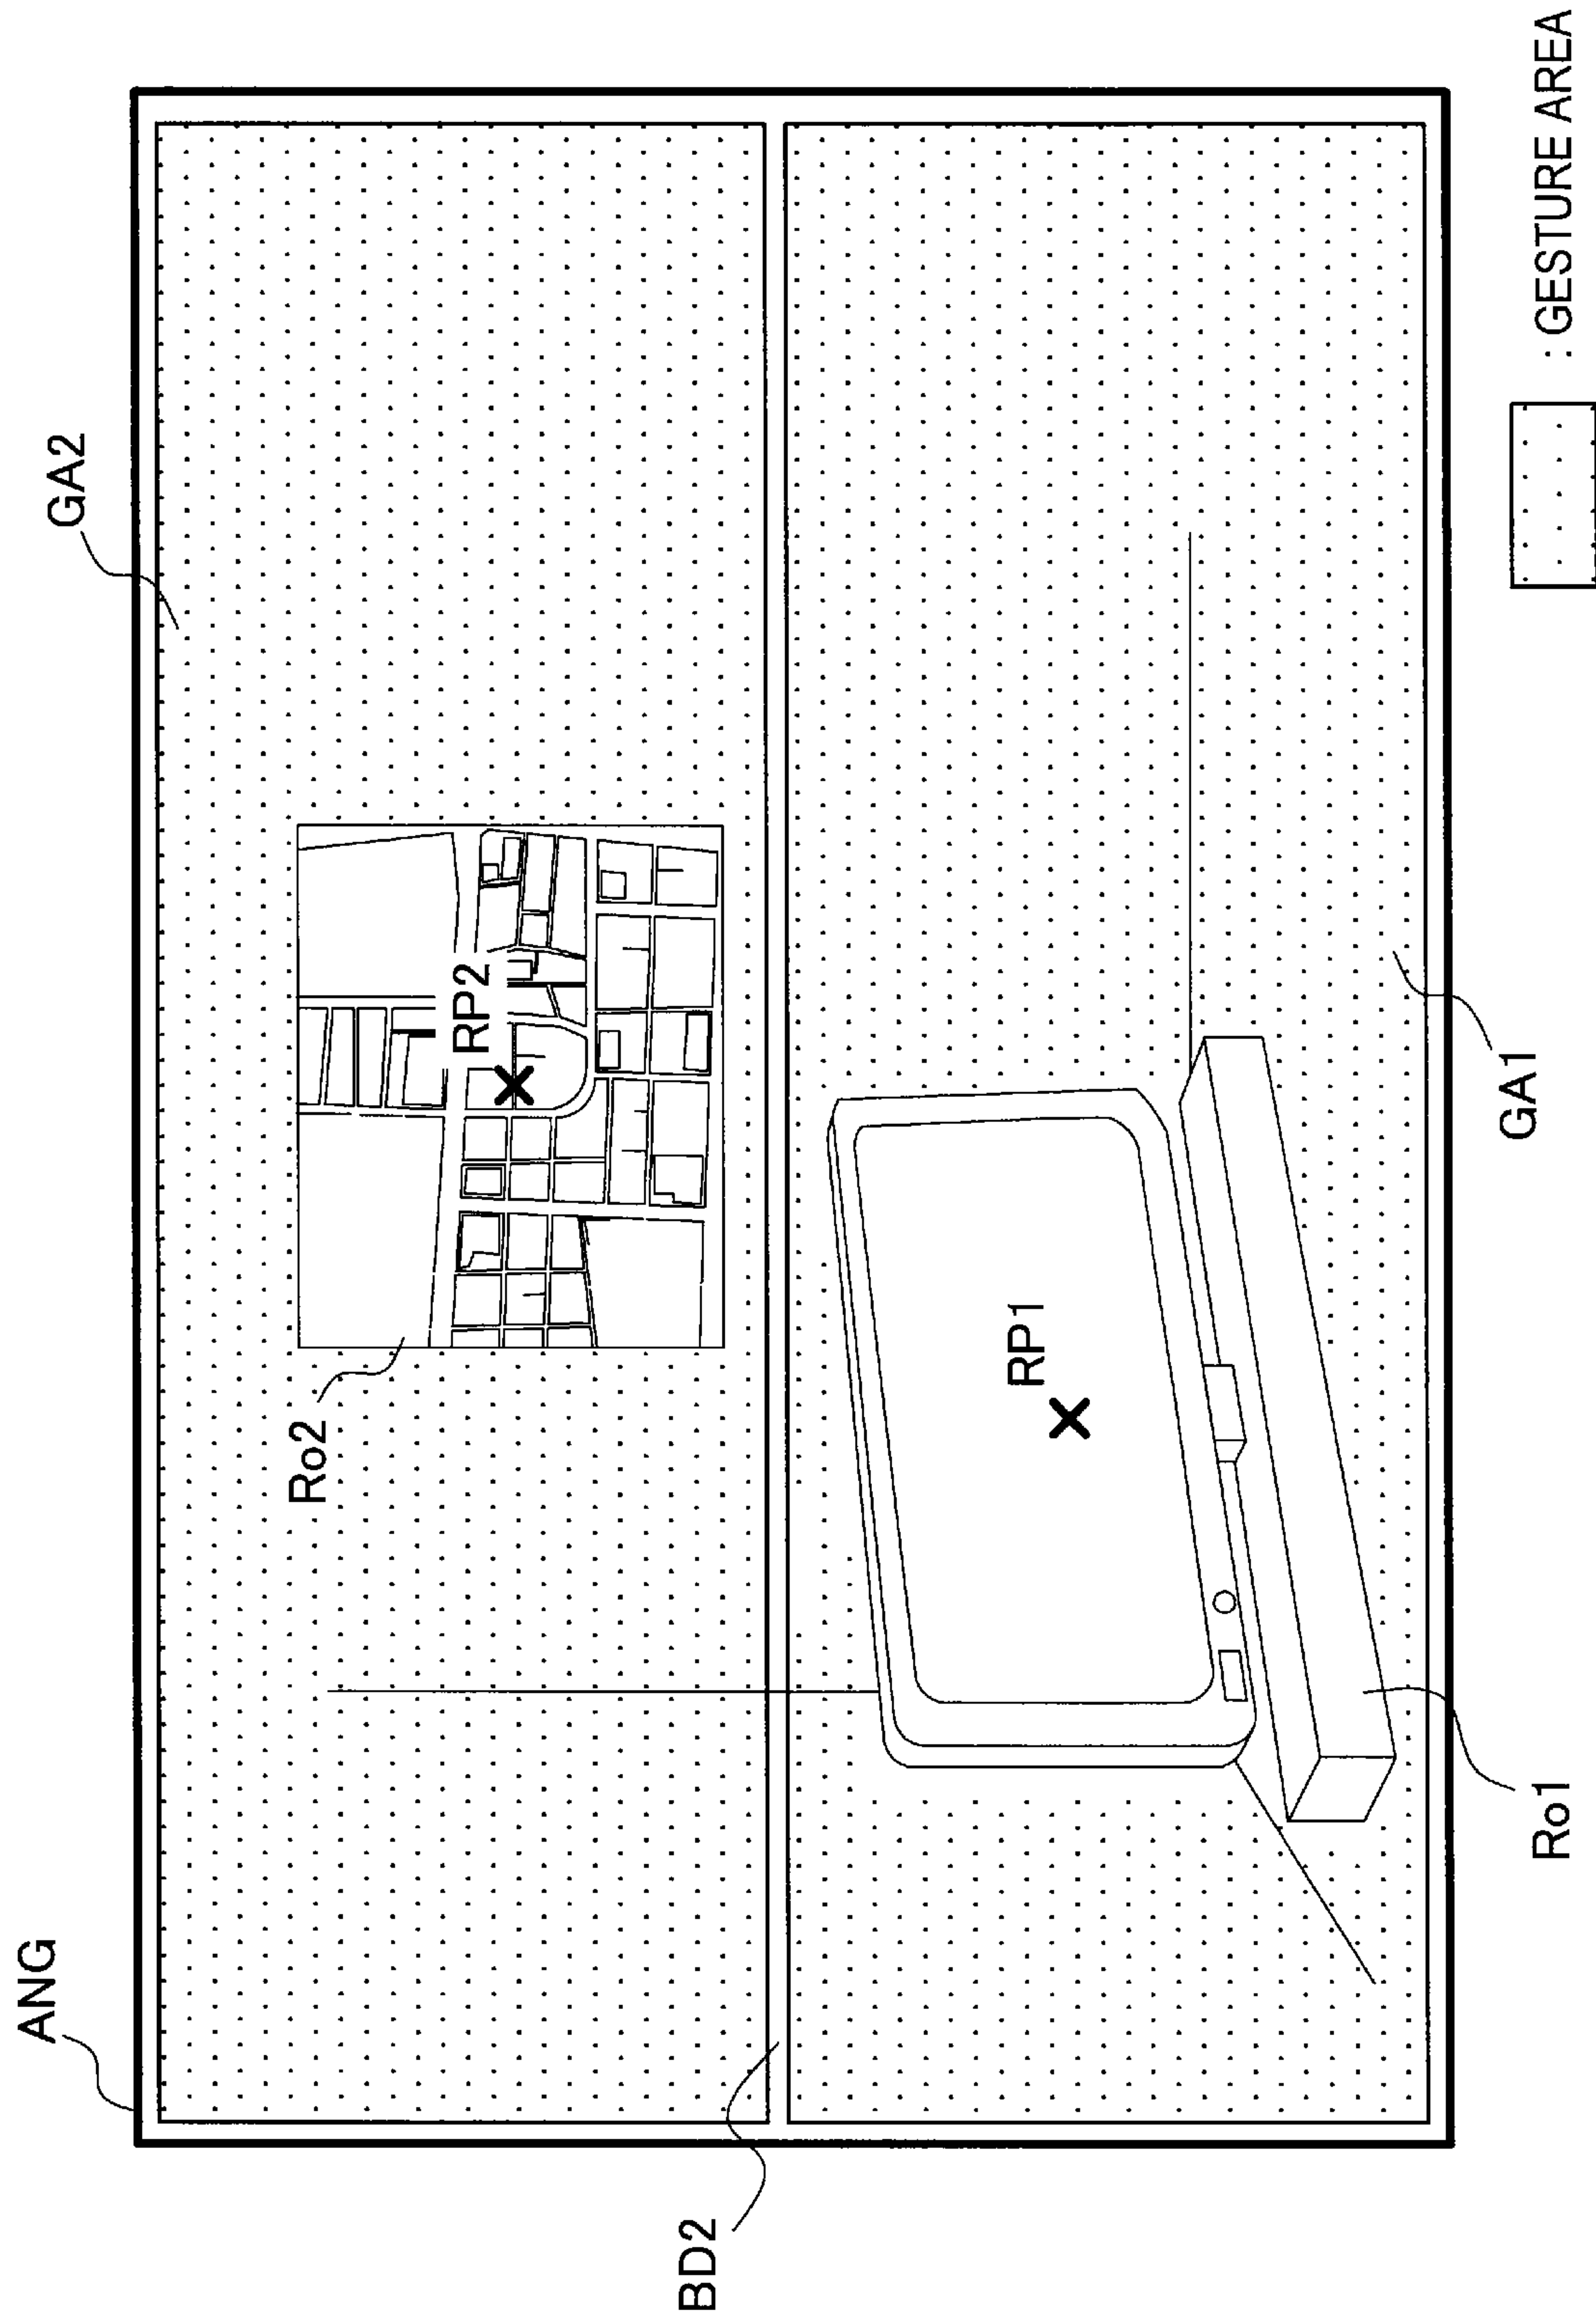 ANG
GA2
Ro2
RP2
BD2
RP1
Ro1
GA1
: GESTURE AREA